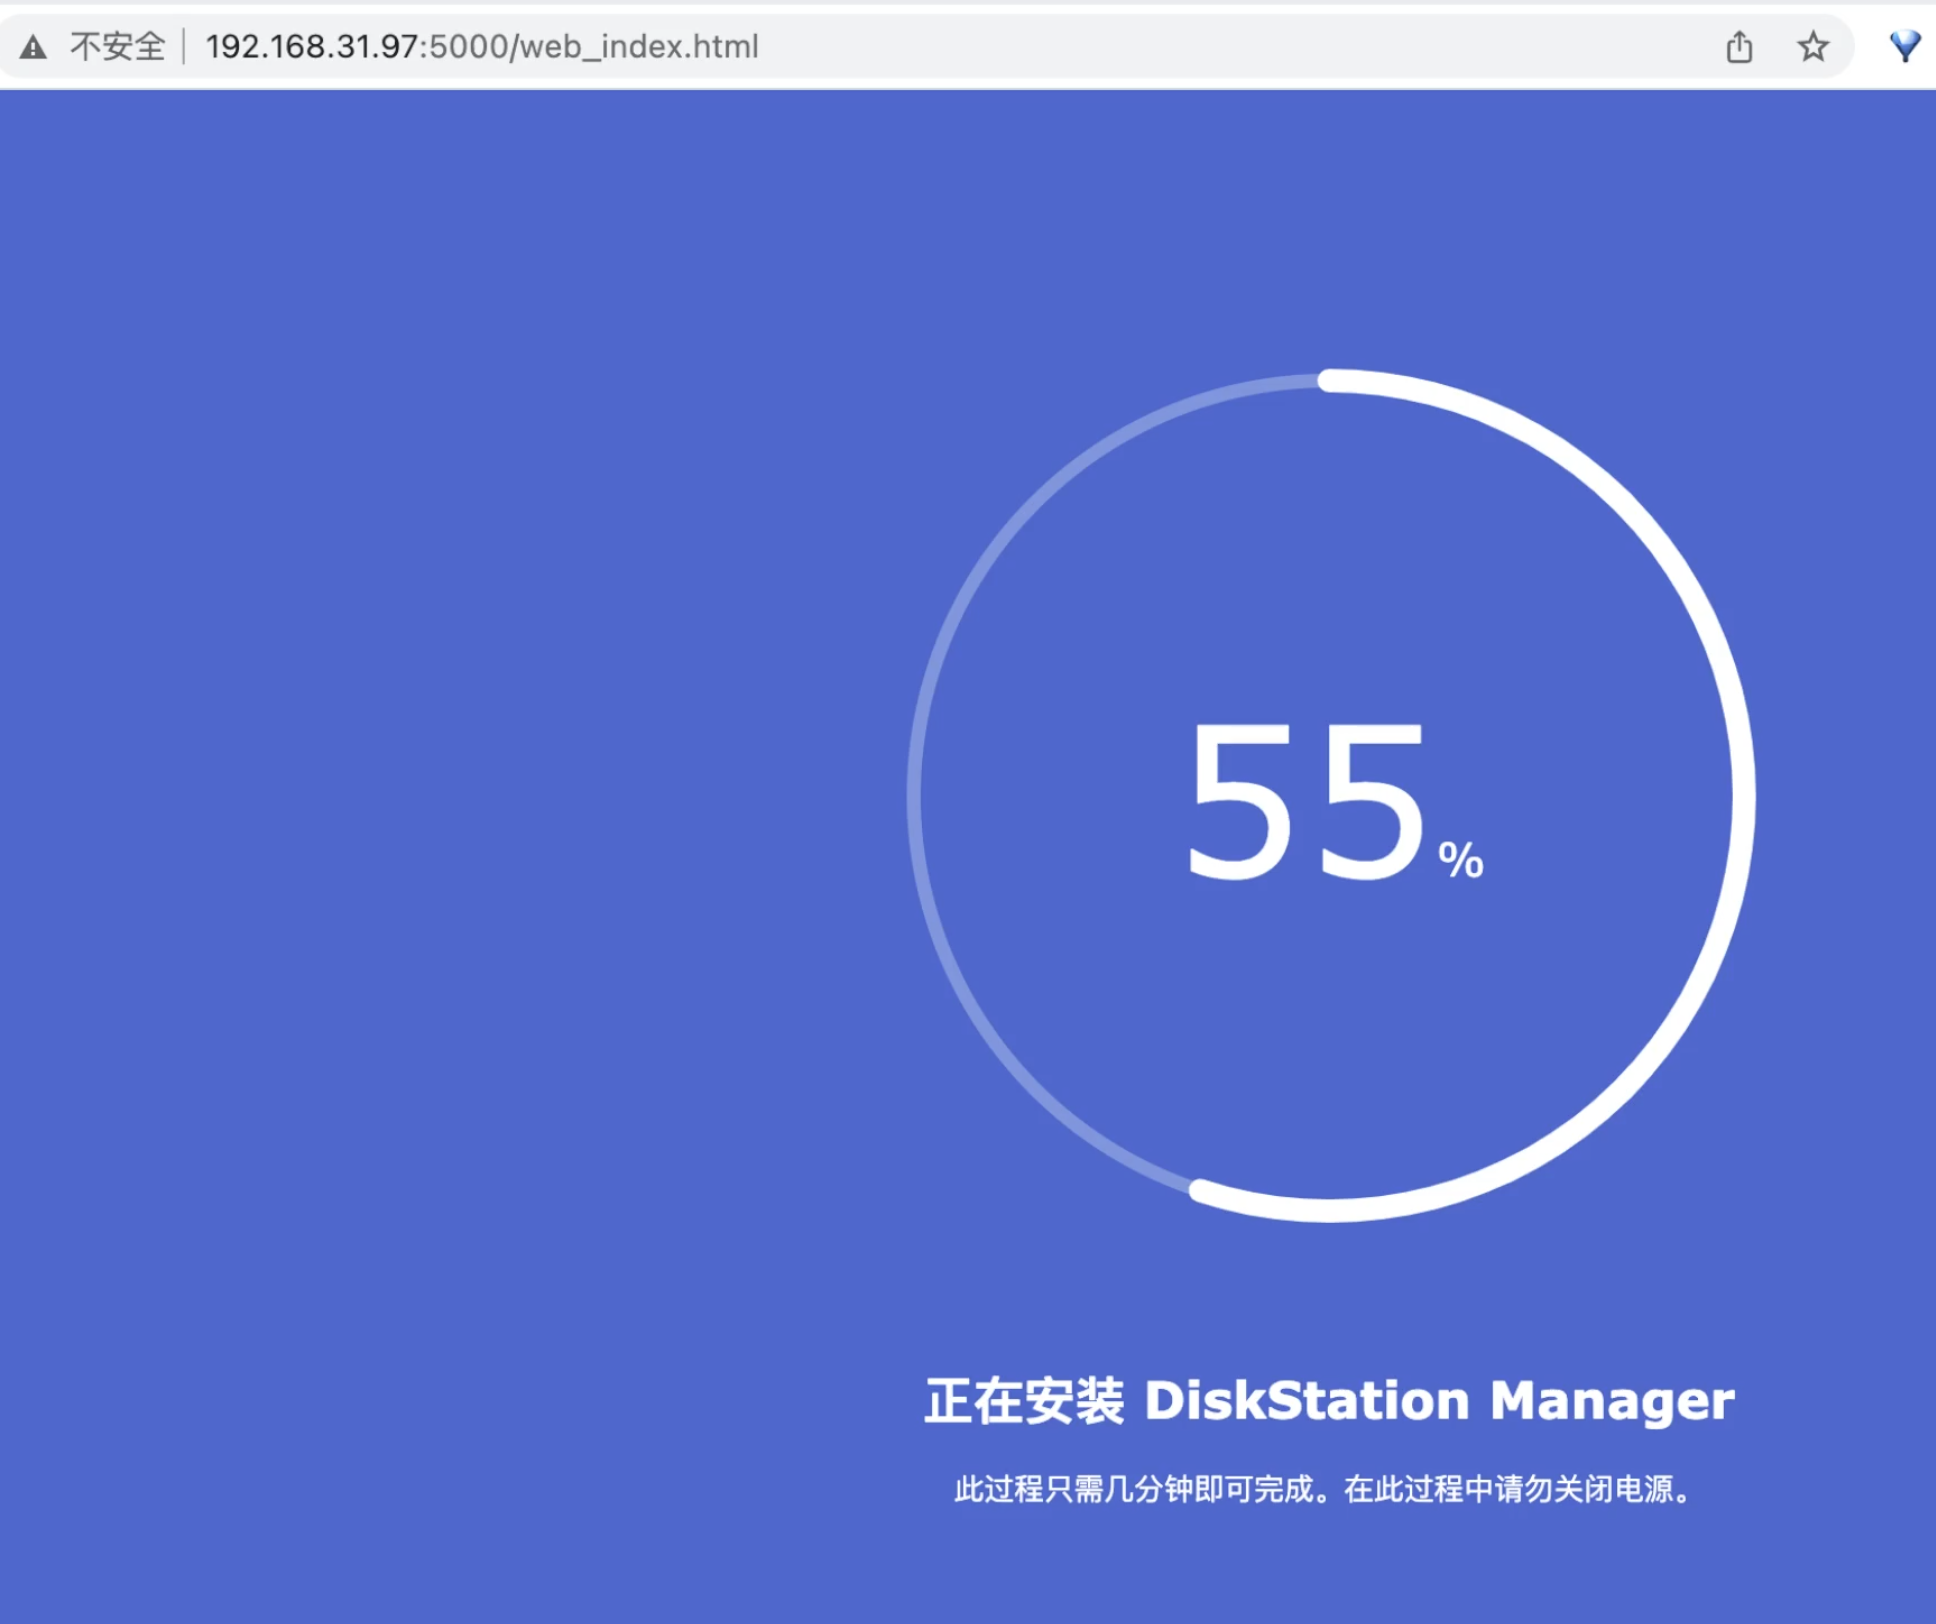 不安全 192.168.31.97:5000/web_index.html
55%
正在安装 DiskStation Manager
此过程只需几分钟即可完成。在此过程中请勿关闭电源。